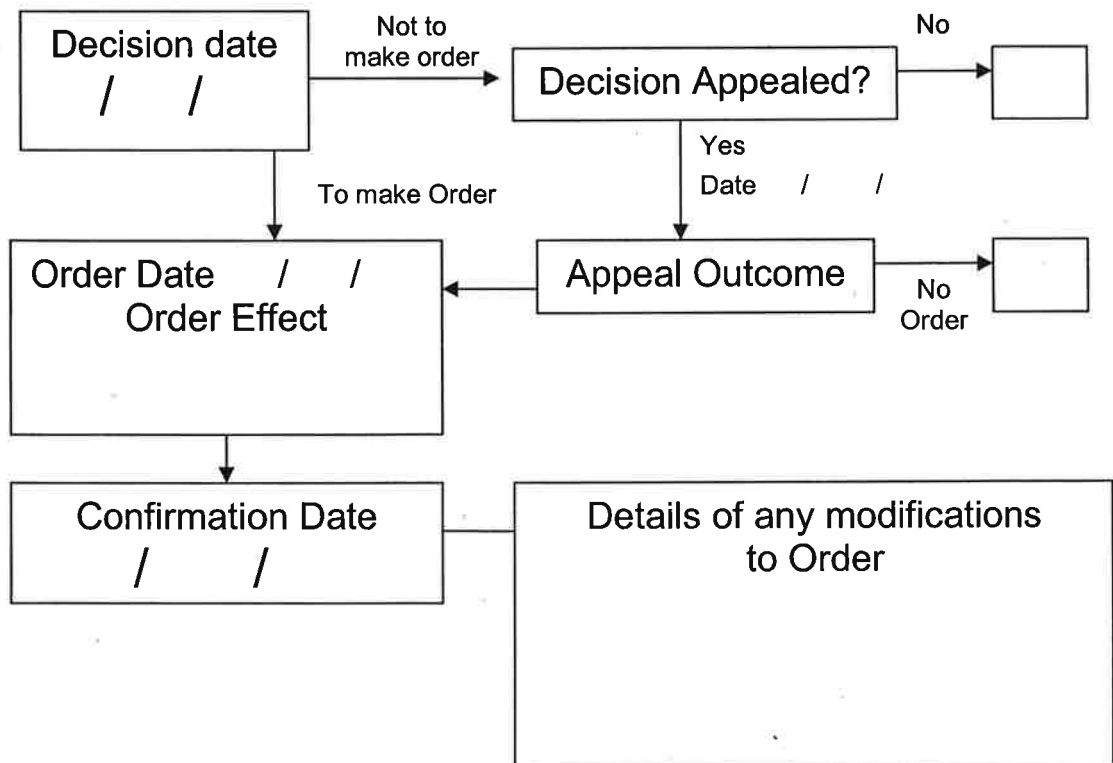 Decision date
/ /
Not to
make order
Decision Appealed?
No
Yes
Date / /
To make Order
Order Date / /
Order Effect
Appeal Outcome
No
Order
Confirmation Date
/ /
Details of any modifications
to Order